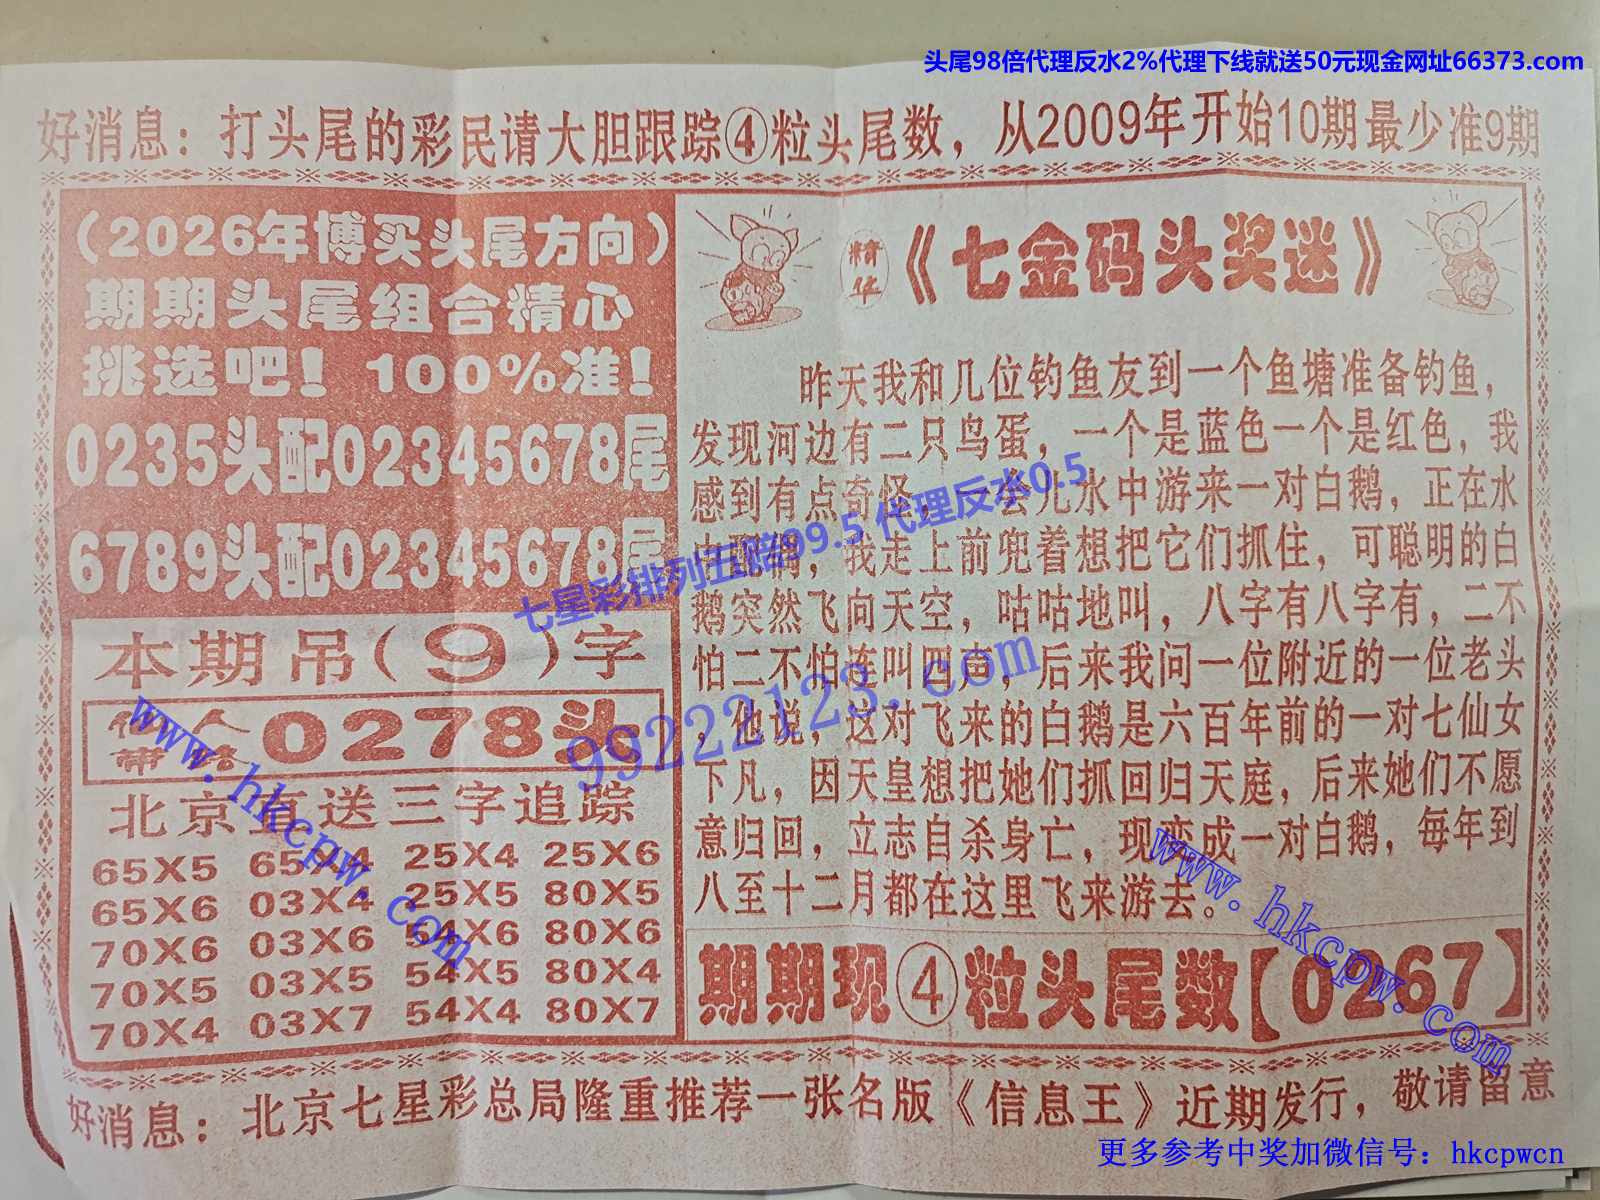 头尾98倍代理反水2%代理下线就送50元现金网址66373.com
好消息：打头尾的彩民请大胆跟踪④粒头尾数，从2009年开始10期最少准9期
（2026年博买头尾方向）
期期头尾组合精心
挑选吧！100%准！
0235头配02345678尾
6789头配02345678尾
本期吊（9）字
带路
0278头
北京直送三字追踪
65X5 65X4 25X4 25X6
65X6 03X4 25X5 80X5
70X6 03X6 54X6 80X6
70X5 03X5 54X5 80X4
70X4 03X7 54X4 80X7
精华
《七金码头奖迷》
昨天我和几位钓鱼友到一个鱼塘准备钓鱼，
发现河边有二只鸟蛋，一个是蓝色一个是红色，我
感到有点奇怪，一会儿水中游来一对白鹅，正在水
中配偶，我走上前兜着想把它们抓住，可聪明的白
鹅突然飞向天空，咕咕地叫，八字有八字有，二不
怕二不怕连叫四声，后来我问一位附近的一位老头
，他说，这对飞来的白鹅是六百年前的一对七仙女
下凡，因天皇想把她们抓回归天庭，后来她们不愿
意归回，立志自杀身亡，现变成一对白鹅，每年到
八至十二月都在这里飞来游去。
期期现④粒头尾数【0267】
好消息：北京七星彩总局隆重推荐一张名版《信息王》近期发行，敬请留意
七星彩排列五赔99.5 代理反水0.5
99222123.com
www.hkcpw.com
www.hkcpw.com
更多参考中奖加微信号：hkcpwcn